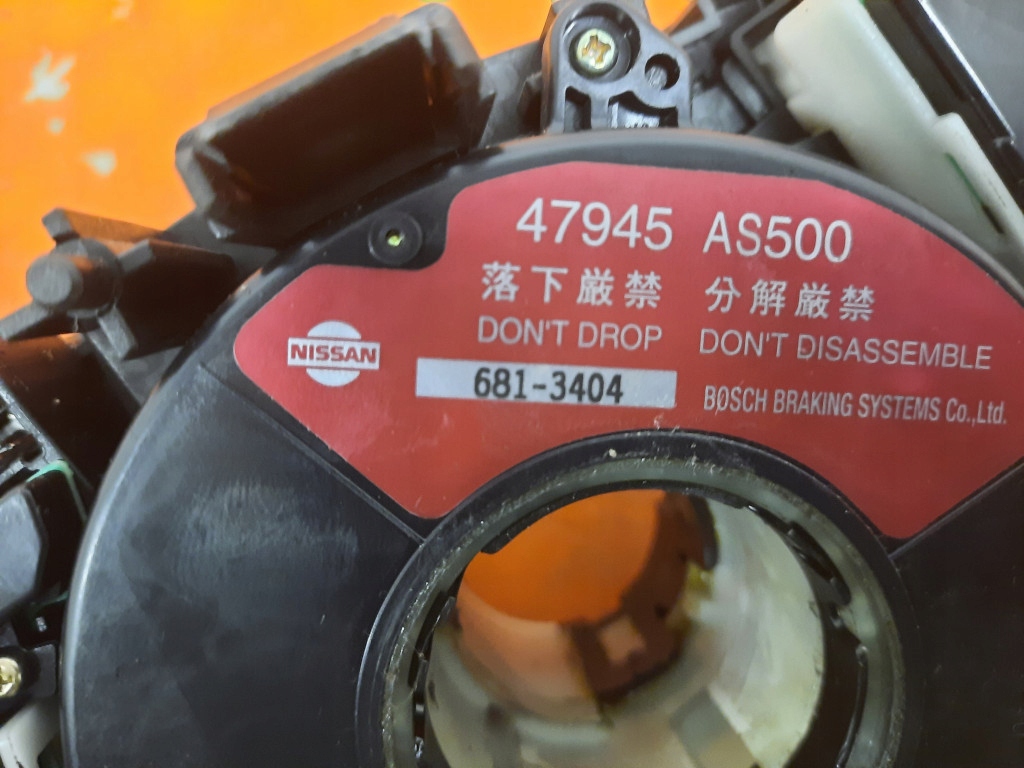 47945 AS500
落下厳禁 分解厳禁
DON'T DROP DON'T DISASSEMBLE
NISSAN
681-3404
BOSCH BRAKING SYSTEMS Co.,Ltd.